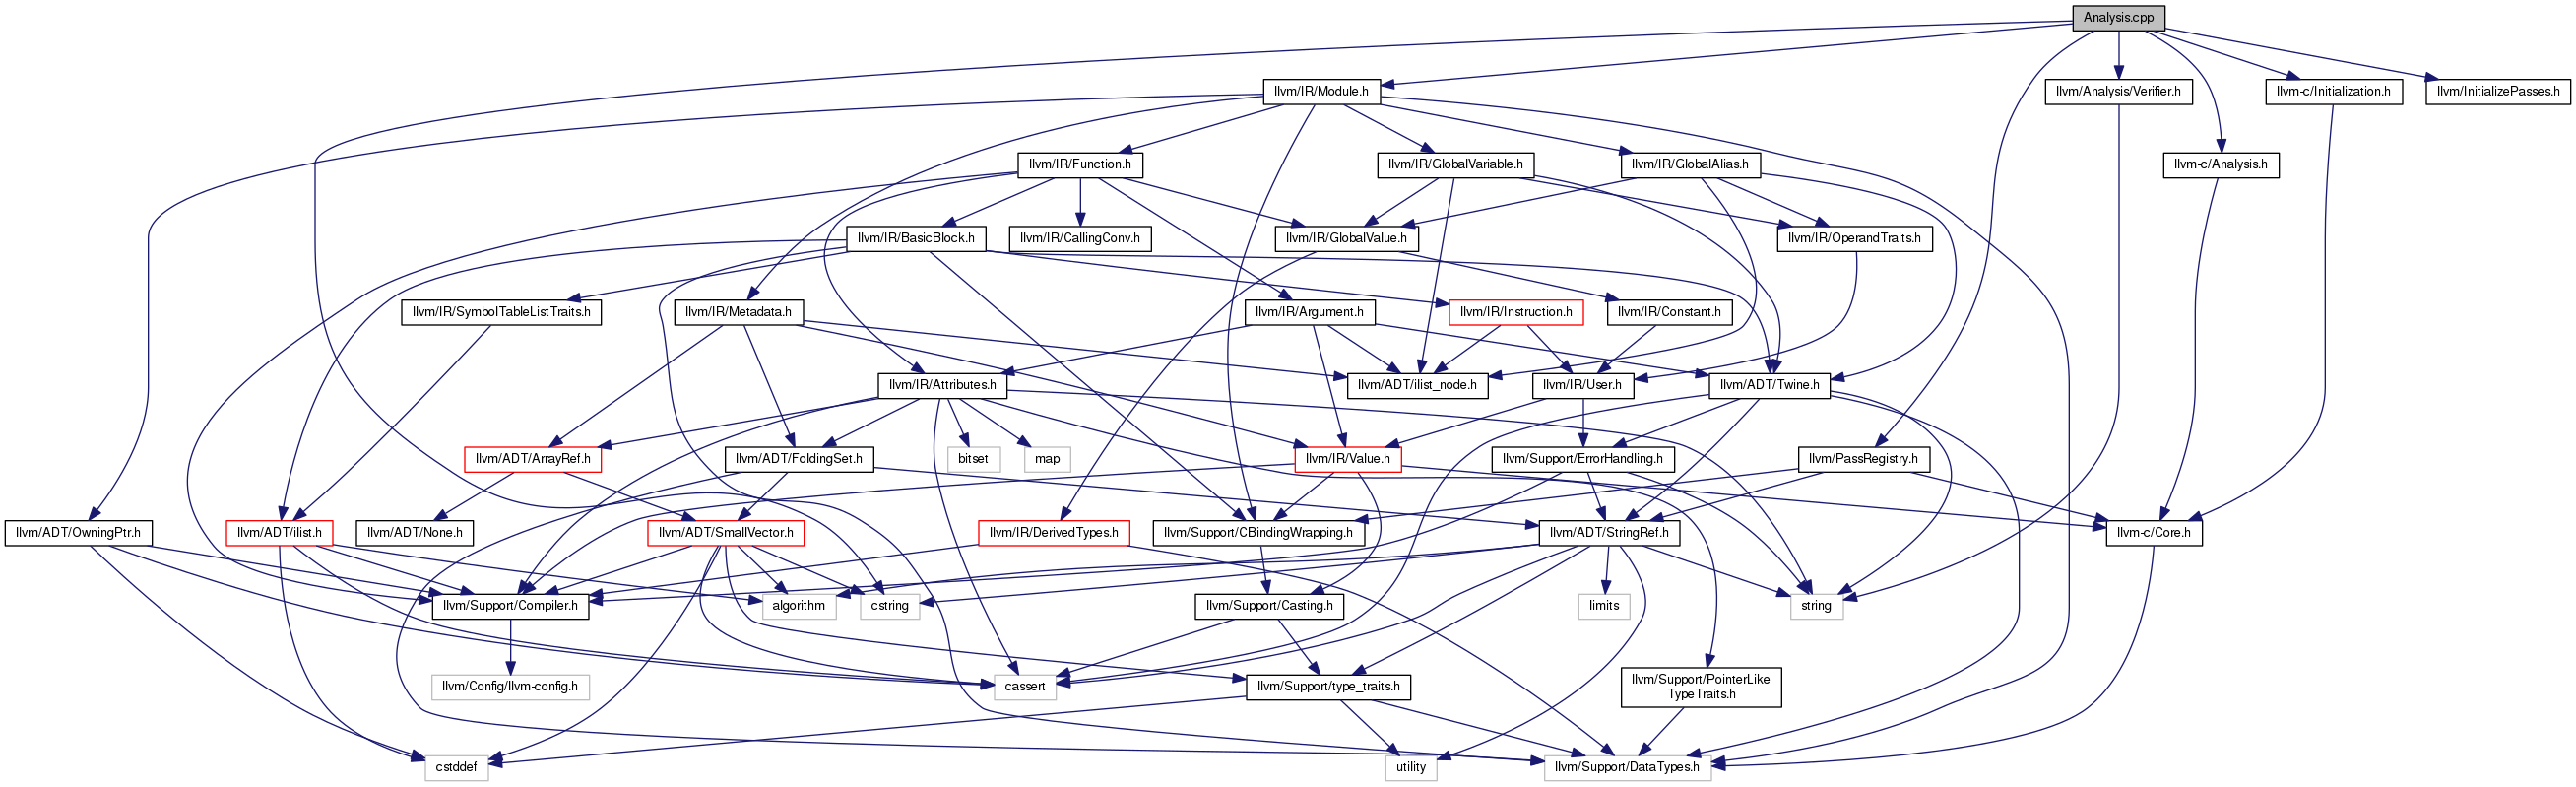 Analysis.cpp
llvm/IR/Module.h
llvm/Analysis/Verifier.h
llvm-c/Initialization.h
llvm/InitializePasses.h
llvm/IR/Function.h
llvm/IR/GlobalVariable.h
llvm/IR/GlobalAlias.h
llvm-c/Analysis.h
llvm/IR/BasicBlock.h
llvm/IR/CallingConv.h
llvm/IR/GlobalValue.h
llvm/IR/OperandTraits.h
llvm/IR/SymbolTableListTraits.h
llvm/IR/Metadata.h
llvm/IR/Argument.h
llvm/IR/Instruction.h
llvm/IR/Constant.h
llvm/IR/Attributes.h
llvm/ADT/ilist_node.h
llvm/IR/User.h
llvm/ADT/Twine.h
llvm/ADT/ArrayRef.h
llvm/ADT/FoldingSet.h
bitset
map
llvm/IR/Value.h
llvm/Support/ErrorHandling.h
llvm/PassRegistry.h
llvm/ADT/OwningPtr.h
llvm/ADT/ilist.h
llvm/ADT/None.h
llvm/ADT/SmallVector.h
llvm/IR/DerivedTypes.h
llvm/Support/CBindingWrapping.h
llvm/ADT/StringRef.h
llvm-c/Core.h
llvm/Support/Compiler.h
algorithm
cstring
llvm/Support/Casting.h
limits
string
llvm/Config/llvm-config.h
cassert
llvm/Support/type_traits.h
llvm/Support/PointerLike
TypeTraits.h
cstddef
utility
llvm/Support/DataTypes.h